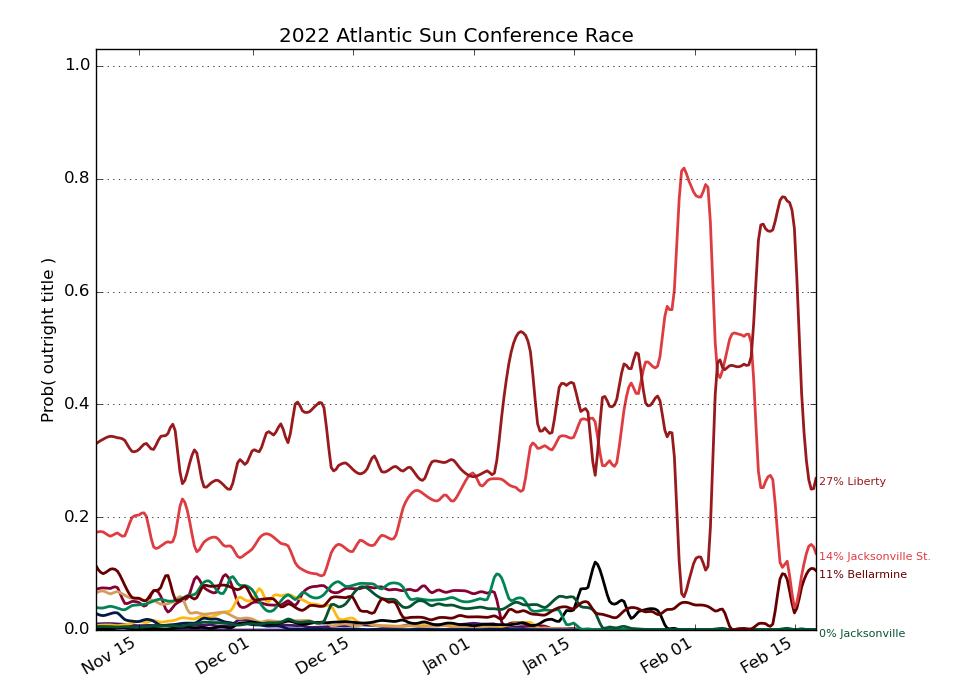 2022 Atlantic Sun Conference Race
Prob( outright title )
1.0
0.8
0.6
0.4
0.2
0.0
27% Liberty
14% Jacksonville St.
11% Bellarmine
0% Jacksonville
Nov 15
Dec 01
Dec 15
Jan 01
Jan 15
Feb 01
Feb 15